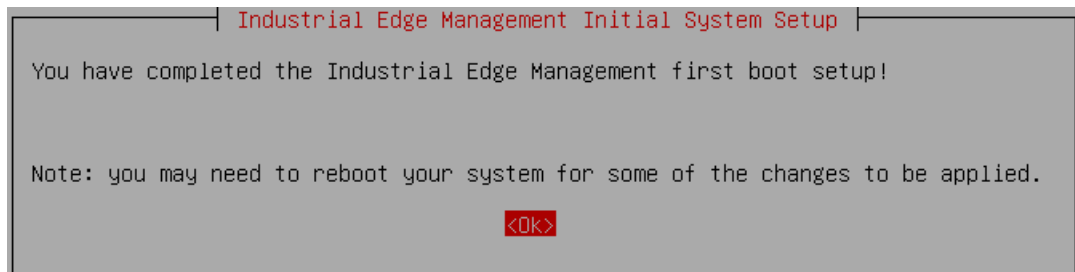 Industrial Edge Management Initial System Setup
You have completed the Industrial Edge Management first boot setup!
Note: you may need to reboot your system for some of the changes to be applied.
<Ok>